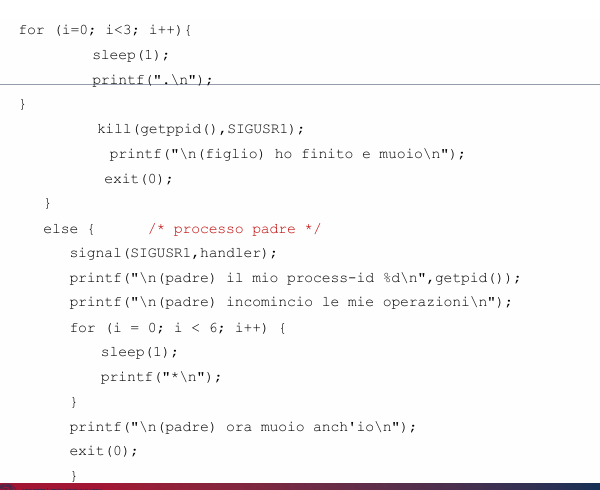 for (i=0; i<3; i++){
sleep(1);
printf(".\n");
}
kill(getppid(),SIGUSR1);
printf("\n(figlio) ho finito e muoio\n");
exit(0);
}
else { /* processo padre */
signal(SIGUSR1,handler);
printf("\n(padre) il mio process-id %d\n",getpid());
printf("\n(padre) incomincio le mie operazioni\n");
for (i = 0; i < 6; i++) {
sleep(1);
printf("*\n");
}
printf("\n(padre) ora muoio anch'io\n");
exit(0);
}